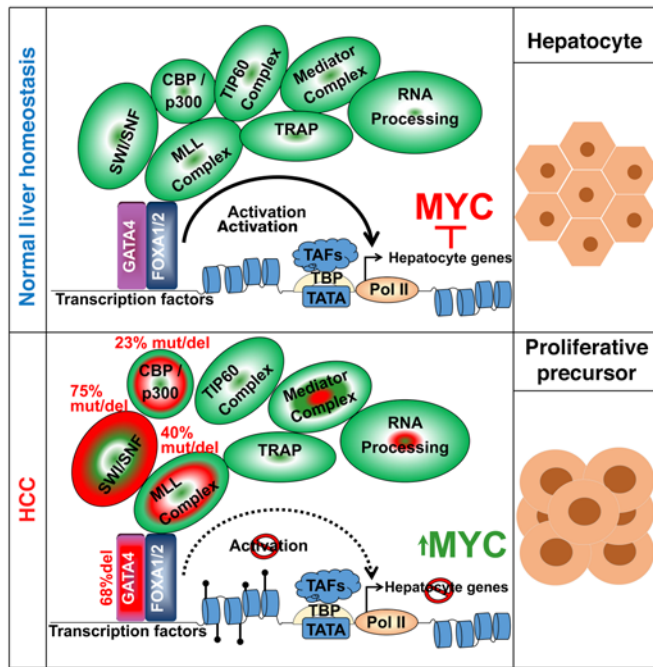 Normal liver homeostasis
CBP /
p300
TIP60
Complex
Mediator
Complex
RNA
Processing
SWI/SNF
MLL
Complex
TRAP
GATA4
FOXA1/2
Activation
Activation
MYC
TAFs
Hepatocyte genes
TBP
TATA
Pol II
Transcription factors
Hepatocyte
HCC
23% mut/del
CBP /
p300
TIP60
Complex
Mediator
Complex
RNA
Processing
75%
mut/del
SWI/SNF
40%
mut/del
MLL
Complex
TRAP
68%del
GATA4
FOXA1/2
Activation
MYC
TAFs
Hepatocyte genes
TBP
TATA
Pol II
Transcription factors
Proliferative
precursor